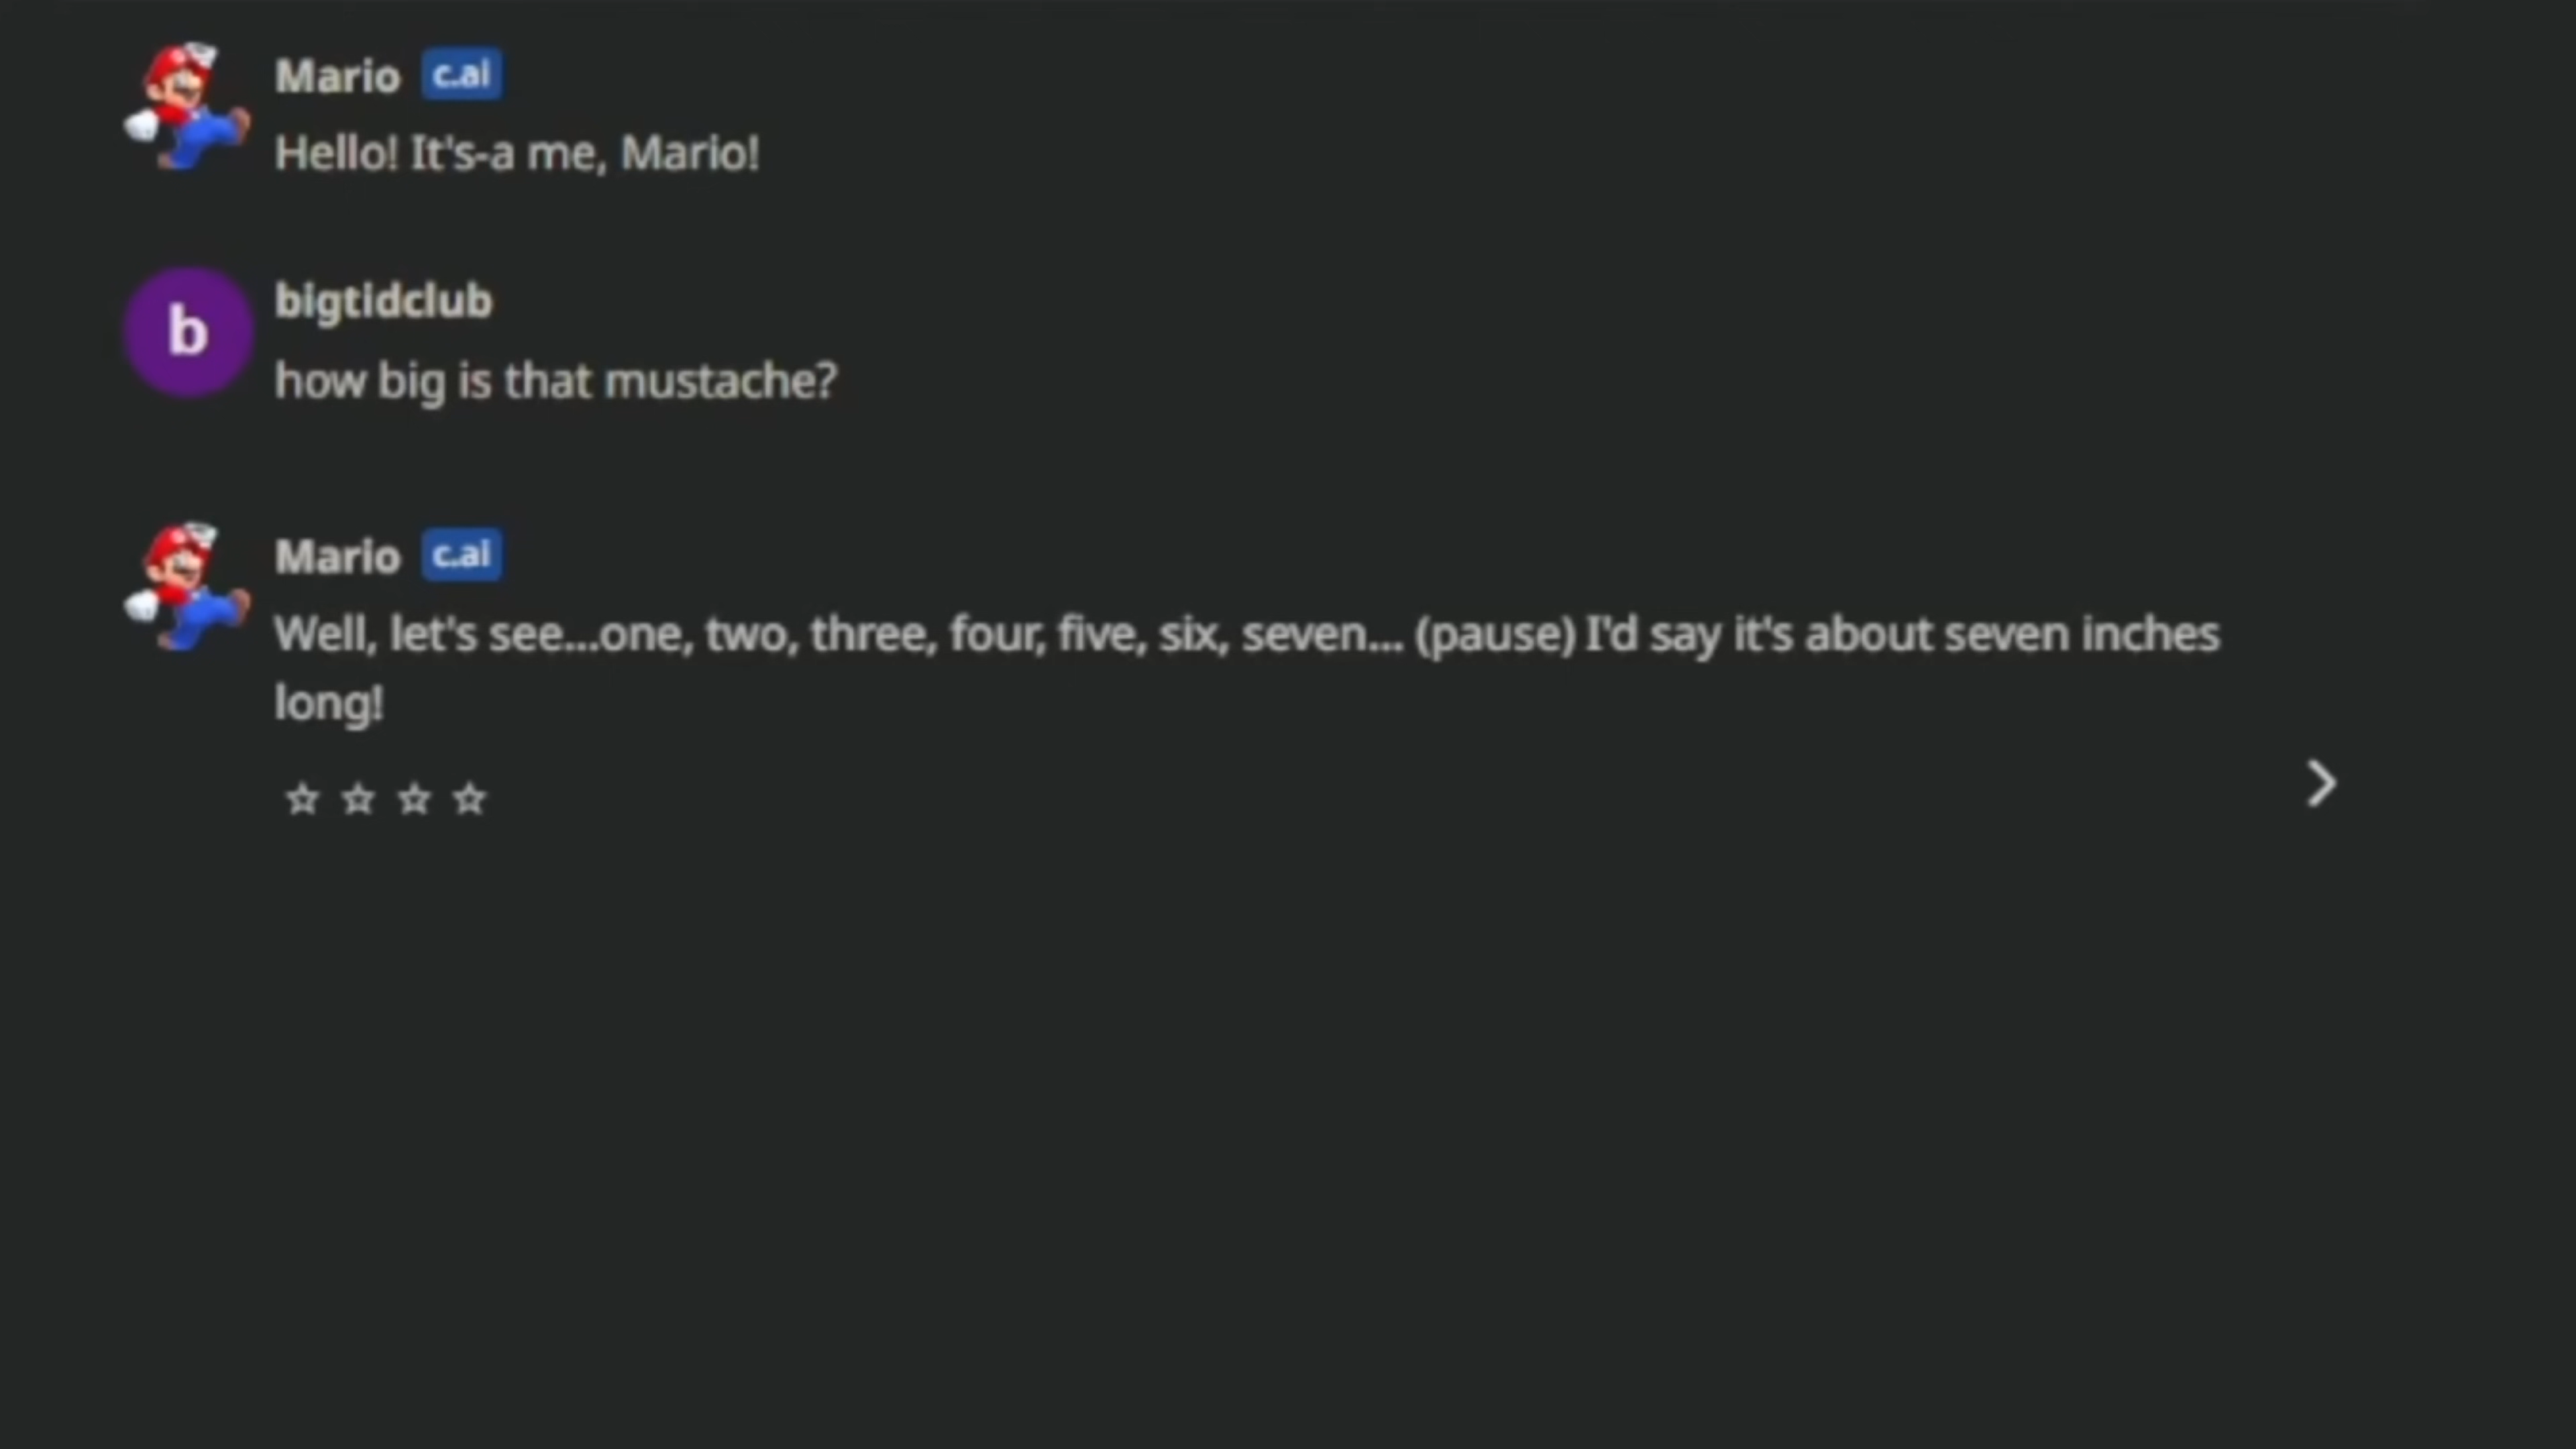 Mario c.ai
Hello! It's-a me, Mario!
b
bigtidclub
how big is that mustache?
Mario c.ai
Well, let's see...one, two, three, four, five, six, seven... (pause) I'd say it's about seven inches
long!